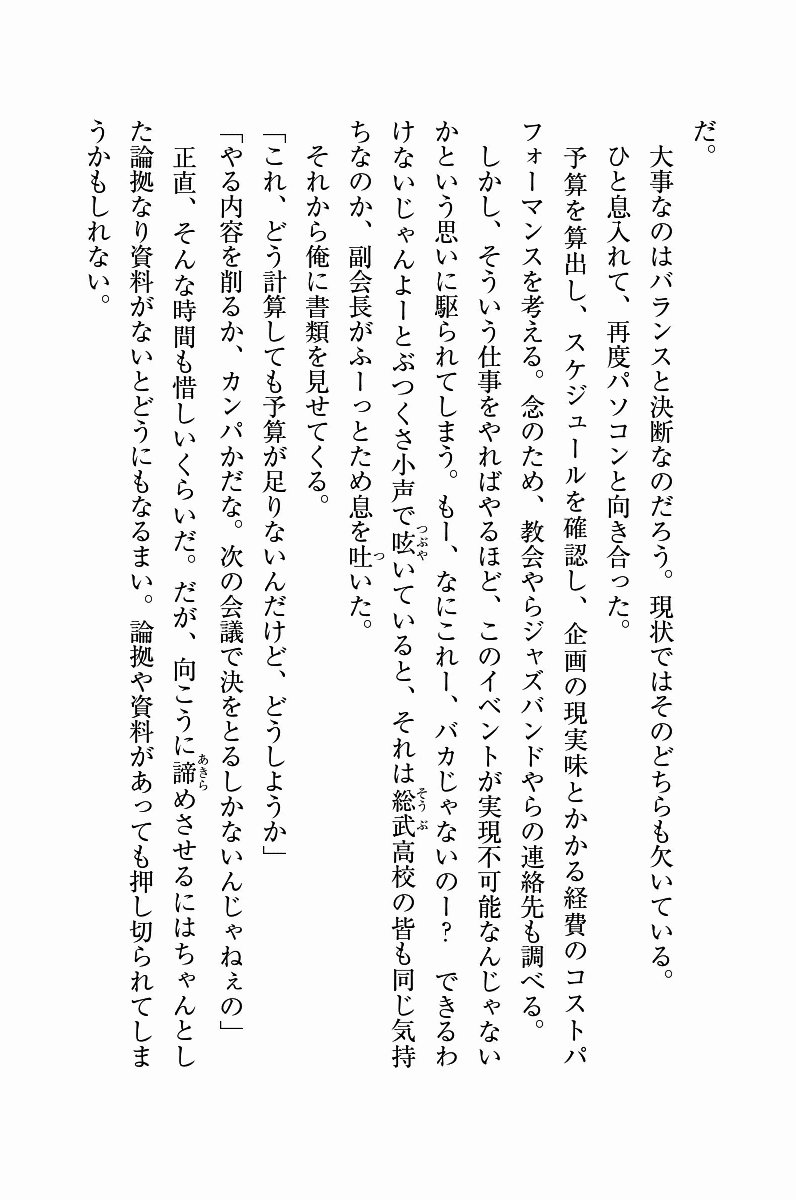 だ。
　大事なのはバランスと決断なのだろう。現状ではそのどちらも欠いている。
　ひと息入れて、再度パソコンと向き合った。
　予算を算出し、スケジュールを確認し、企画の現実味とかかる経費のコストパ
フォーマンスを考える。念のため、教会やらジャズバンドやらの連絡先も調べる。
　しかし、そういう仕事をやればやるほど、このイベントが実現不可能なんじゃない
かという思いに駆られてしまう。もー、なにこれー、バカじゃないのー？　できるわ
けないじゃんよーとぶつくさ小声で呟つぶやいていると、それは総そう武ぶ高校の皆も同じ気持
ちなのか、副会長がふーっとため息を吐ついた。
　それから俺に書類を見せてくる。
「これ、どう計算しても予算が足りないんだけど、どうしようか」
「やる内容を削るか、カンパかだな。次の会議で決をとるしかないんじゃねぇの」
　正直、そんな時間も惜しいくらいだ。だが、向こうに諦あきらめさせるにはちゃんとし
た論拠なり資料がないとどうにもなるまい。論拠や資料があっても押し切られてしま
うかもしれない。